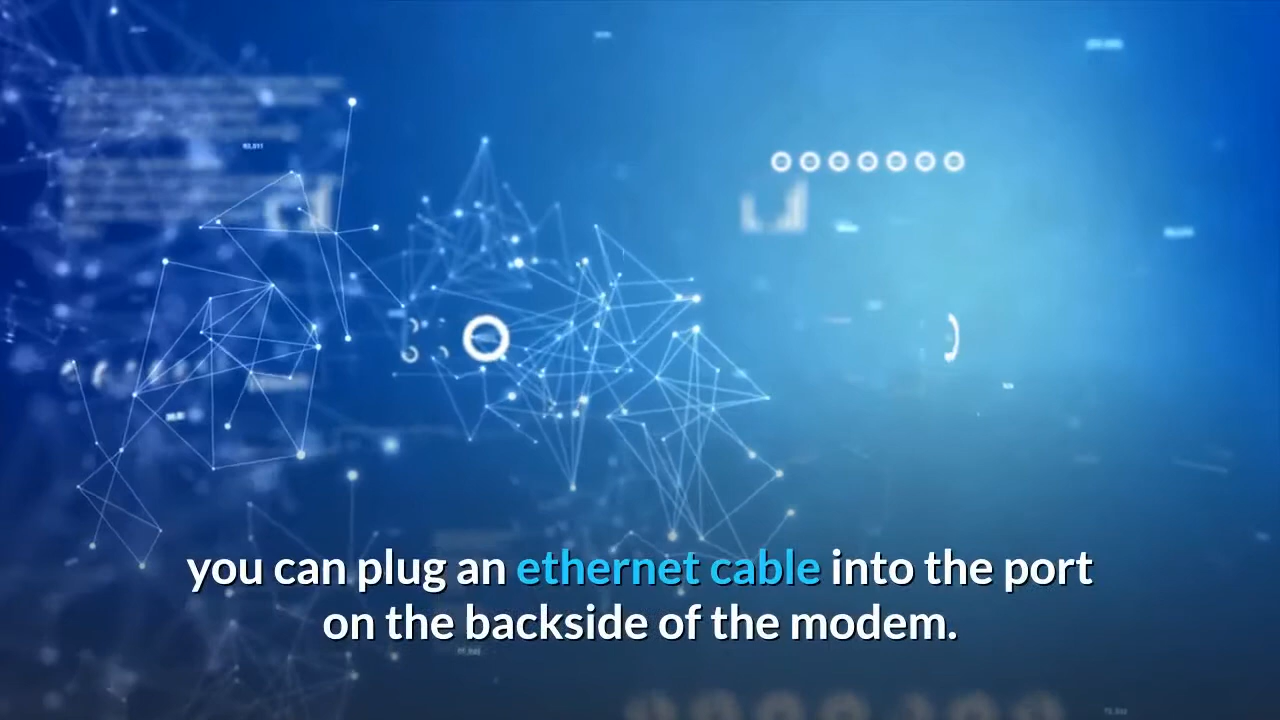 you can plug an ethernet cable into the port
on the backside of the modem.